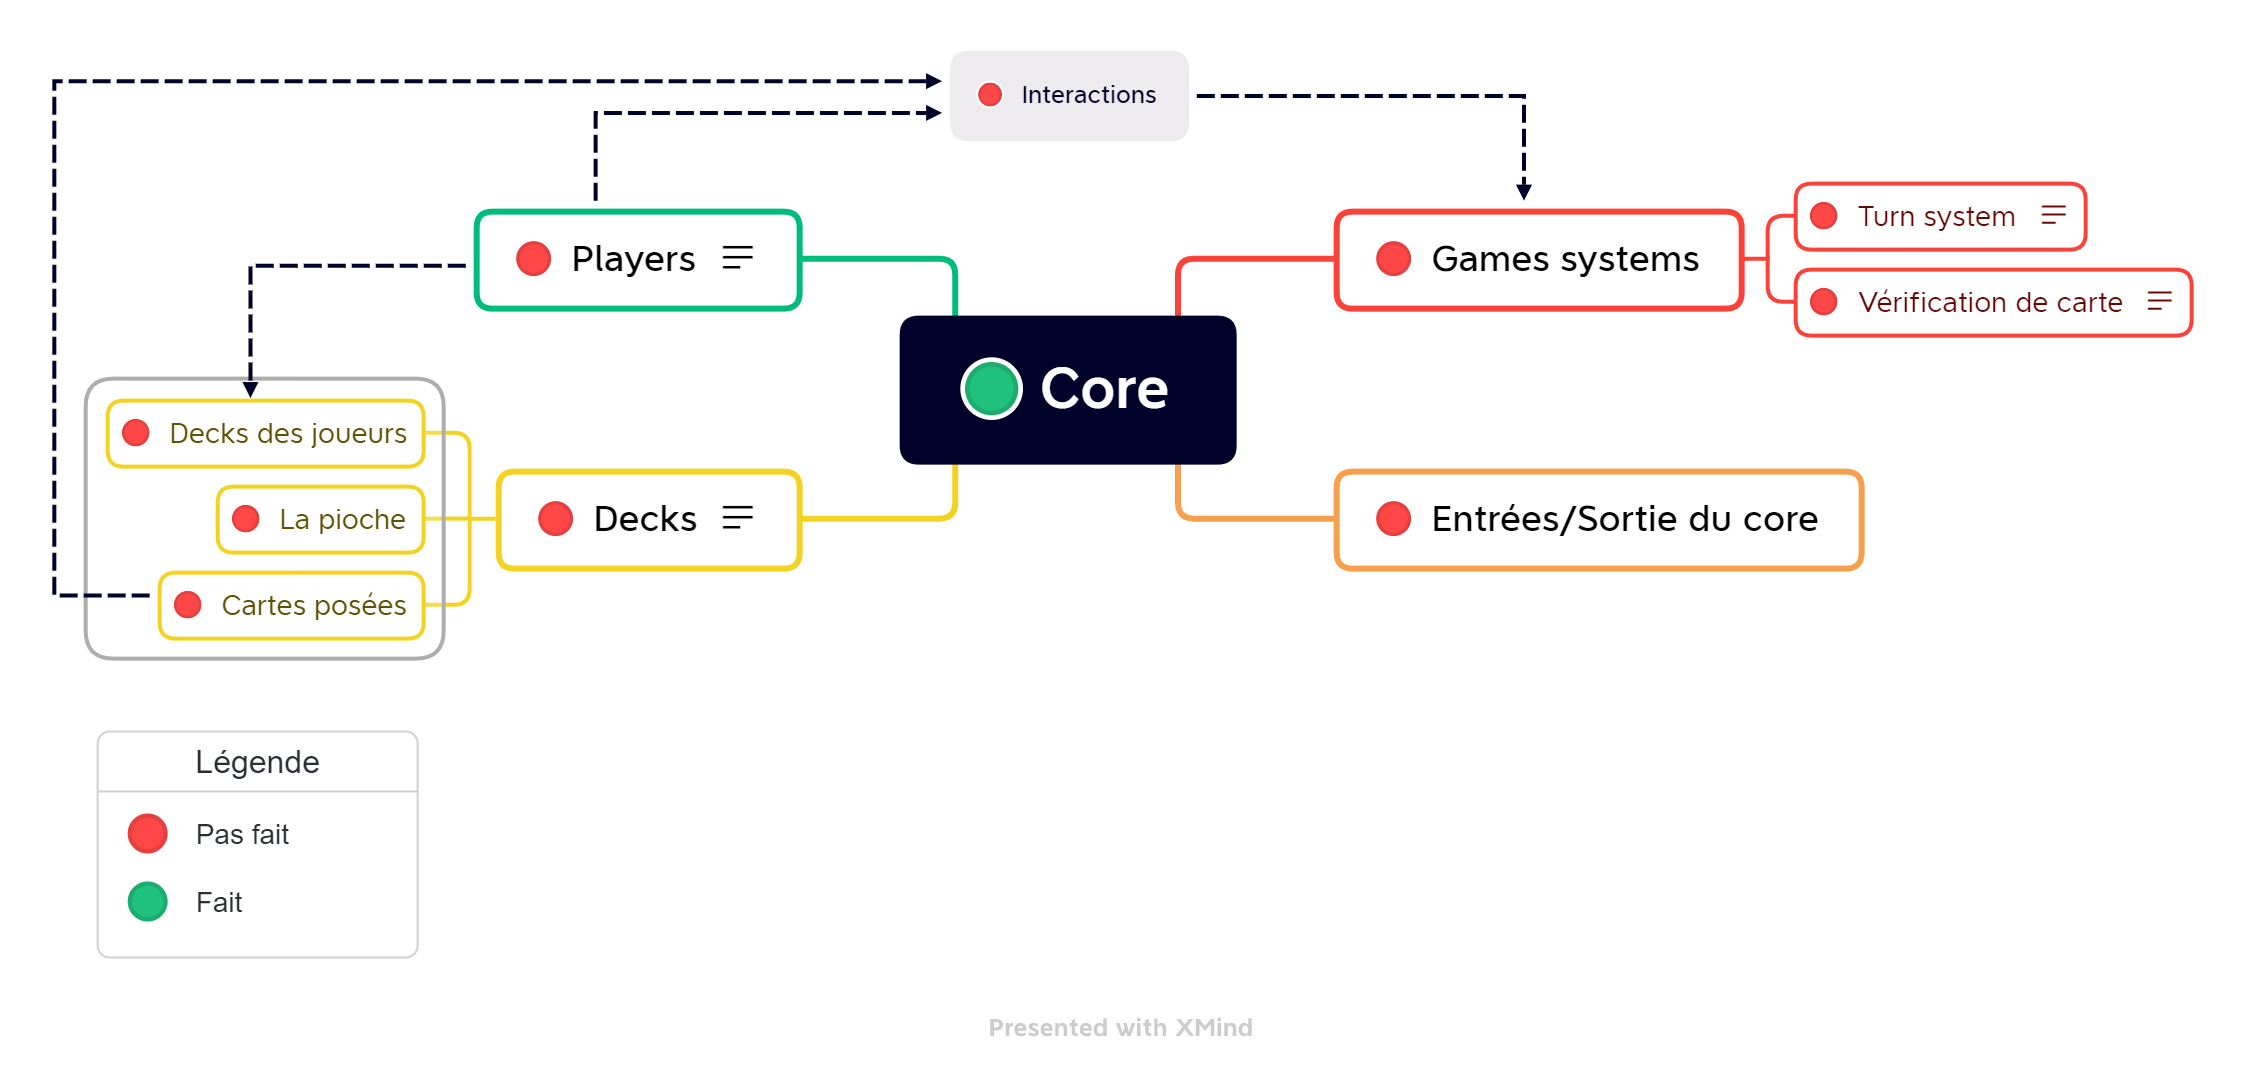 Interactions
Players
Games systems
Turn system
Vérification de carte
Core
Decks des joueurs
La pioche
Cartes posées
Decks
Entrées/Sortie du core
Légende
Pas fait
Fait
Presented with XMind